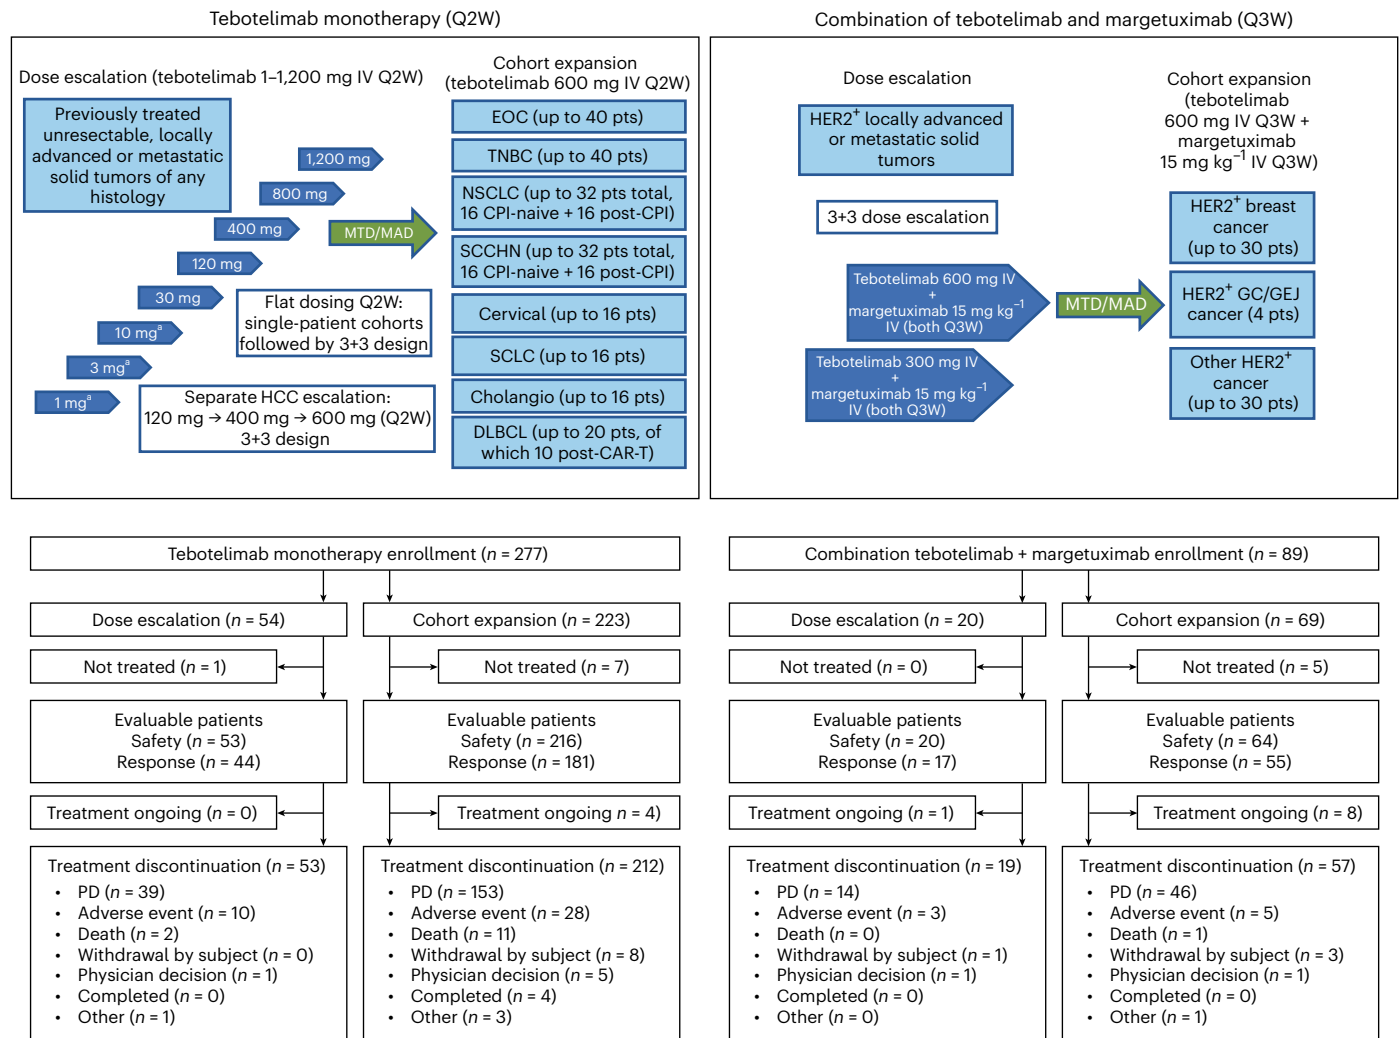 Tebotelimab monotherapy (Q2W)
Dose escalation (tebotelimab 1–1,200 mg IV Q2W)
Previously treated
unresectable, locally
advanced or metastatic
solid tumors of any
histology
1,200 mg
800 mg
400 mg
120 mg
30 mg
10 mgᵃ
3 mgᵃ
1 mgᵃ
MTD/MAD
Flat dosing Q2W:
single-patient cohorts
followed by 3+3 design
Separate HCC escalation:
120 mg → 400 mg → 600 mg (Q2W)
3+3 design
Cohort expansion
(tebotelimab 600 mg IV Q2W)
EOC (up to 40 pts)
TNBC (up to 40 pts)
NSCLC (up to 32 pts total,
16 CPI-naive + 16 post-CPI)
SCCHN (up to 32 pts total,
16 CPI-naive + 16 post-CPI)
Cervical (up to 16 pts)
SCLC (up to 16 pts)
Cholangio (up to 16 pts)
DLBCL (up to 20 pts, of
which 10 post-CAR-T)
Combination of tebotelimab and margetuximab (Q3W)
Dose escalation
HER2⁺ locally advanced
or metastatic solid
tumors
3+3 dose escalation
Tebotelimab 600 mg IV
+
margetuximab 15 mg kg⁻¹
IV (both Q3W)
Tebotelimab 300 mg IV
+
margetuximab 15 mg kg⁻¹
IV (both Q3W)
MTD/MAD
Cohort expansion
(tebotelimab
600 mg IV Q3W +
margetuximab
15 mg kg⁻¹ IV Q3W)
HER2⁺ breast
cancer
(up to 30 pts)
HER2⁺ GC/GEJ
cancer (4 pts)
Other HER2⁺
cancer
(up to 30 pts)
Tebotelimab monotherapy enrollment (n = 277)
Dose escalation (n = 54)
Not treated (n = 1)
Evaluable patients
Safety (n = 53)
Response (n = 44)
Treatment ongoing (n = 0)
Treatment discontinuation (n = 53)
• PD (n = 39)
• Adverse event (n = 10)
• Death (n = 2)
• Withdrawal by subject (n = 0)
• Physician decision (n = 1)
• Completed (n = 0)
• Other (n = 1)
Cohort expansion (n = 223)
Not treated (n = 7)
Evaluable patients
Safety (n = 216)
Response (n = 181)
Treatment ongoing n = 4)
Treatment discontinuation (n = 212)
• PD (n = 153)
• Adverse event (n = 28)
• Death (n = 11)
• Withdrawal by subject (n = 8)
• Physician decision (n = 5)
• Completed (n = 4)
• Other (n = 3)
Combination tebotelimab + margetuximab enrollment (n = 89)
Dose escalation (n = 20)
Not treated (n = 0)
Evaluable patients
Safety (n = 20)
Response (n = 17)
Treatment ongoing (n = 1)
Treatment discontinuation (n = 19)
• PD (n = 14)
• Adverse event (n = 3)
• Death (n = 0)
• Withdrawal by subject (n = 1)
• Physician decision (n = 1)
• Completed (n = 0)
• Other (n = 0)
Cohort expansion (n = 69)
Not treated (n = 5)
Evaluable patients
Safety (n = 64)
Response (n = 55)
Treatment ongoing (n = 8)
Treatment discontinuation (n = 57)
• PD (n = 46)
• Adverse event (n = 5)
• Death (n = 1)
• Withdrawal by subject (n = 3)
• Physician decision (n = 1)
• Completed (n = 0)
• Other (n = 1)